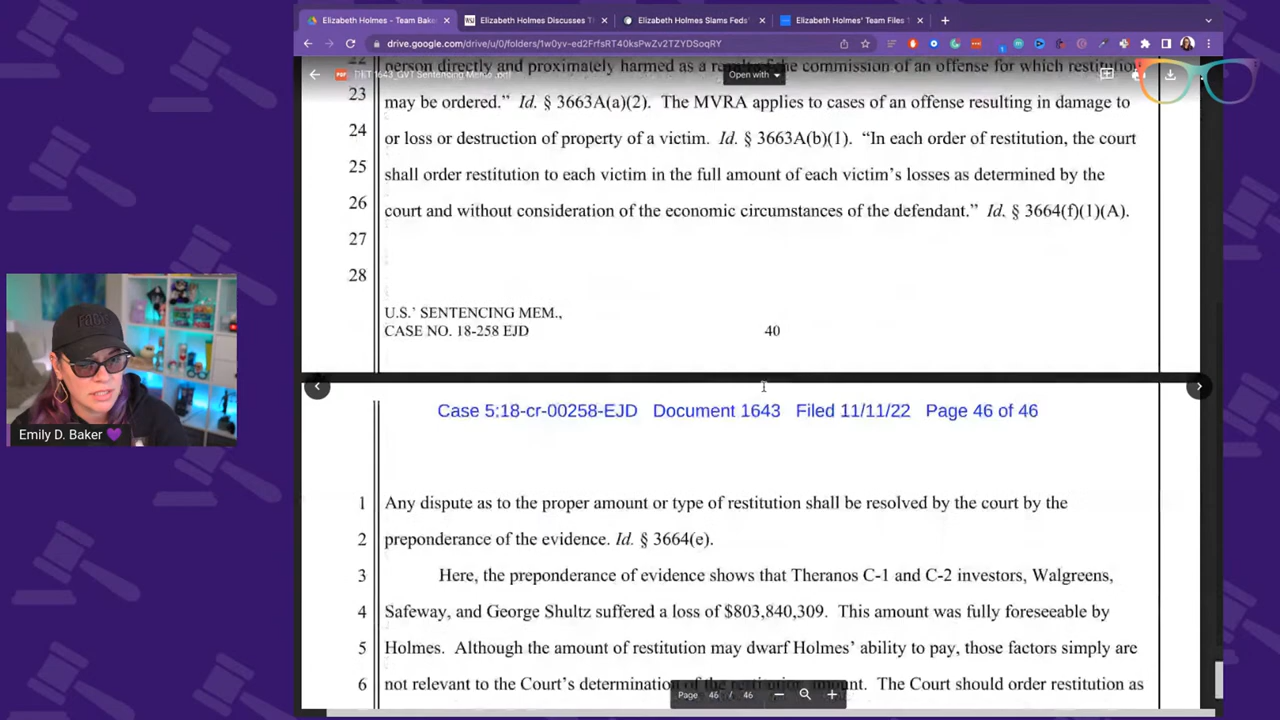 Elizabeth Holmes - Team Bake
Elizabeth Holmes Discusses T
Elizabeth Holmes Slams Feds'
Elizabeth Holmes' Team Files
drive.google.com/drive/u/0/folders/1w0yv-ed2FrfsRT40ksPwZv2TZYDSoqRY
22 person directly and proximately harmed as a result of the commission of an offense for which restitution
Open with
23 may be ordered." Id. § 3663A(a)(2). The MVRA applies to cases of an offense resulting in damage to
24 or loss or destruction of property of a victim. Id. § 3663A(b)(1). "In each order of restitution, the court
25 shall order restitution to each victim in the full amount of each victim's losses as determined by the
26 court and without consideration of the economic circumstances of the defendant." Id. § 3664(f)(1)(A).
27
28
U.S.' SENTENCING MEM.,
CASE NO. 18-258 EJD 40
Case 5:18-cr-00258-EJD Document 1643 Filed 11/11/22 Page 46 of 46
1 Any dispute as to the proper amount or type of restitution shall be resolved by the court by the
2 preponderance of the evidence. Id. § 3664(e).
3 Here, the preponderance of evidence shows that Theranos C-1 and C-2 investors, Walgreens,
4 Safeway, and George Shultz suffered a loss of $803,840,309. This amount was fully foreseeable by
5 Holmes. Although the amount of restitution may dwarf Holmes' ability to pay, those factors simply are
6 not relevant to the Court's determination of the restitution amount. The Court should order restitution as
Page 46 / 46
Emily D. Baker